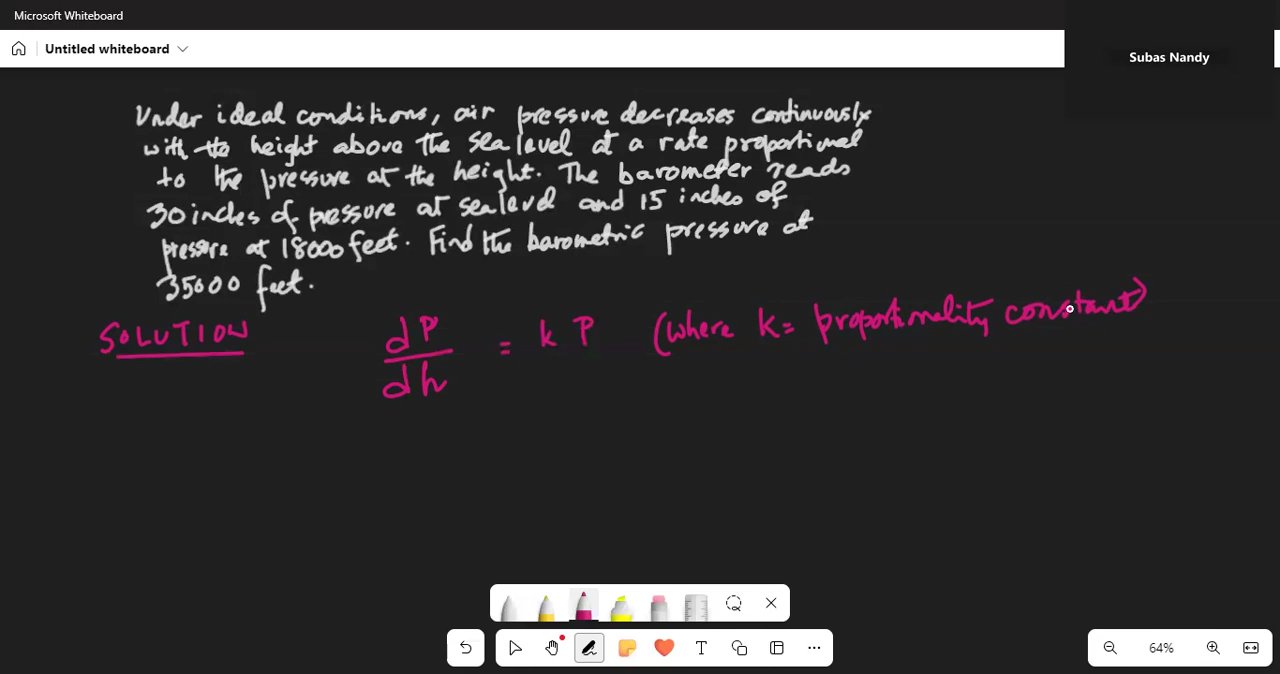 Microsoft Whiteboard
Untitled whiteboard
Subas Nandy
Under ideal conditions, air pressure decreases continuously
with height above the sea level at a rate proportional
to the pressure at the height. The barometer reads
30 inches of pressure at sealevel and 15 inches of
pressure at 18000 feet. Find the barometric pressure at
35000 feet.
SOLUTION
dP/dh = kP (where k = proportionality constant)
64%